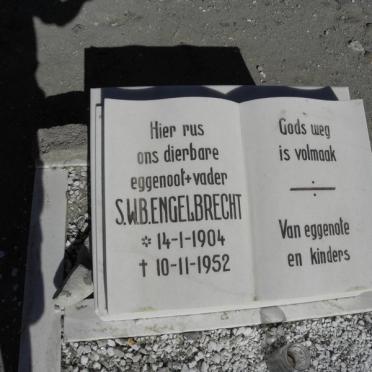 Hier rus
ons dierbare
eggenoot+vader
S.W.B.ENGELBRECHT
* 14-1-1904
† 10-11-1952
Gods weg
is volmaak
Van eggenote
en kinders